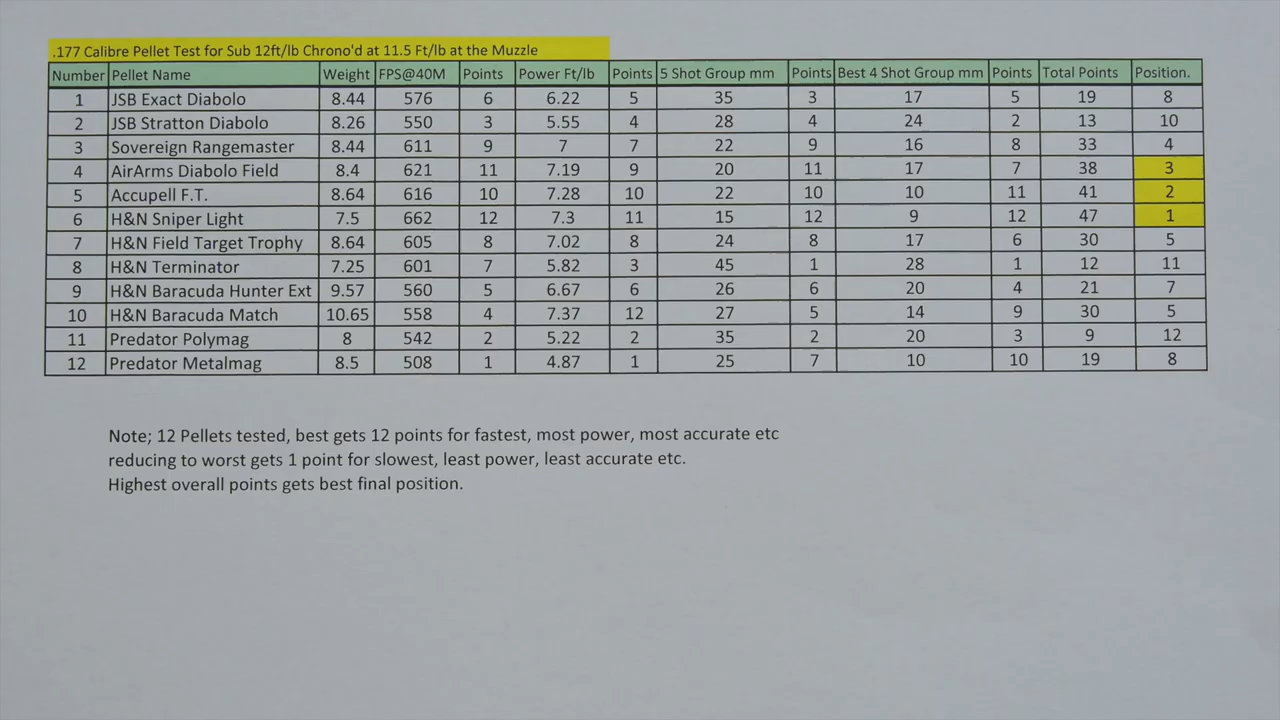 .177 Calibre Pellet Test for Sub 12ft/lb Chrono'd at 11.5 Ft/lb at the Muzzle
Number Pellet Name Weight FPS@40M Points Power Ft/lb Points 5 Shot Group mm Points Best 4 Shot Group mm Points Total Points Position.
1 JSB Exact Diabolo 8.44 576 6 6.22 5 35 3 17 5 19 8
2 JSB Stratton Diabolo 8.26 550 3 5.55 4 28 4 24 2 13 10
3 Sovereign Rangemaster 8.44 611 9 7 7 22 9 16 8 33 4
4 AirArms Diabolo Field 8.4 621 11 7.19 9 20 11 17 7 38 3
5 Accupell F.T. 8.64 616 10 7.28 10 22 10 10 11 41 2
6 H&N Sniper Light 7.5 662 12 7.3 11 15 12 9 12 47 1
7 H&N Field Target Trophy 8.64 605 8 7.02 8 24 8 17 6 30 5
8 H&N Terminator 7.25 601 7 5.82 3 45 1 28 1 12 11
9 H&N Baracuda Hunter Ext 9.57 560 5 6.67 6 26 6 20 4 21 7
10 H&N Baracuda Match 10.65 558 4 7.37 12 27 5 14 9 30 5
11 Predator Polymag 8 542 2 5.22 2 35 2 20 3 9 12
12 Predator Metalmag 8.5 508 1 4.87 1 25 7 10 10 19 8
Note; 12 Pellets tested, best gets 12 points for fastest, most power, most accurate etc
reducing to worst gets 1 point for slowest, least power, least accurate etc.
Highest overall points gets best final position.